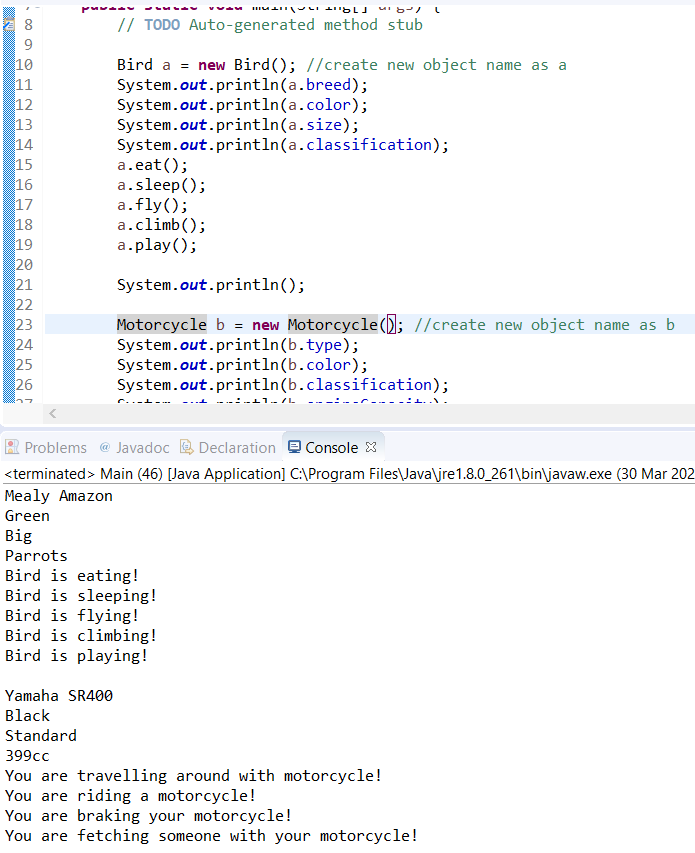 public static void main(String[] args) {
8 // TODO Auto-generated method stub
9
10 Bird a = new Bird(); //create new object name as a
11 System.out.println(a.breed);
12 System.out.println(a.color);
13 System.out.println(a.size);
14 System.out.println(a.classification);
15 a.eat();
16 a.sleep();
17 a.fly();
18 a.climb();
19 a.play();
20
21 System.out.println();
22
23 Motorcycle b = new Motorcycle(); //create new object name as b
24 System.out.println(b.type);
25 System.out.println(b.color);
26 System.out.println(b.classification);
27 System.out.println(b.engineCapacity);
Problems @ Javadoc Declaration Console
<terminated> Main (46) [Java Application] C:\Program Files\Java\jre1.8.0_261\bin\javaw.exe (30 Mar 202
Mealy Amazon
Green
Big
Parrots
Bird is eating!
Bird is sleeping!
Bird is flying!
Bird is climbing!
Bird is playing!

Yamaha SR400
Black
Standard
399cc
You are travelling around with motorcycle!
You are riding a motorcycle!
You are braking your motorcycle!
You are fetching someone with your motorcycle!